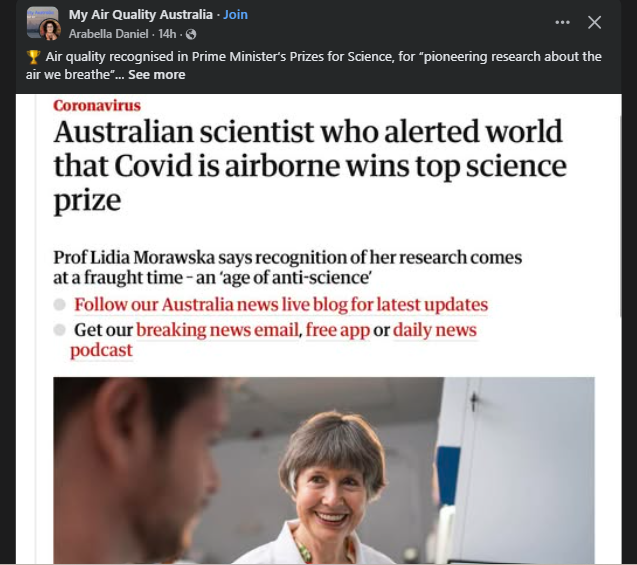 My Air Quality Australia · Join
Arabella Daniel · 14h ·
🏆 Air quality recognised in Prime Minister's Prizes for Science, for “pioneering research about the
air we breathe”... See more
Coronavirus
Australian scientist who alerted world
that Covid is airborne wins top science
prize
Prof Lidia Morawska says recognition of her research comes
at a fraught time – an ‘age of anti-science’
Follow our Australia news live blog for latest updates
Get our breaking news email, free app or daily news
podcast